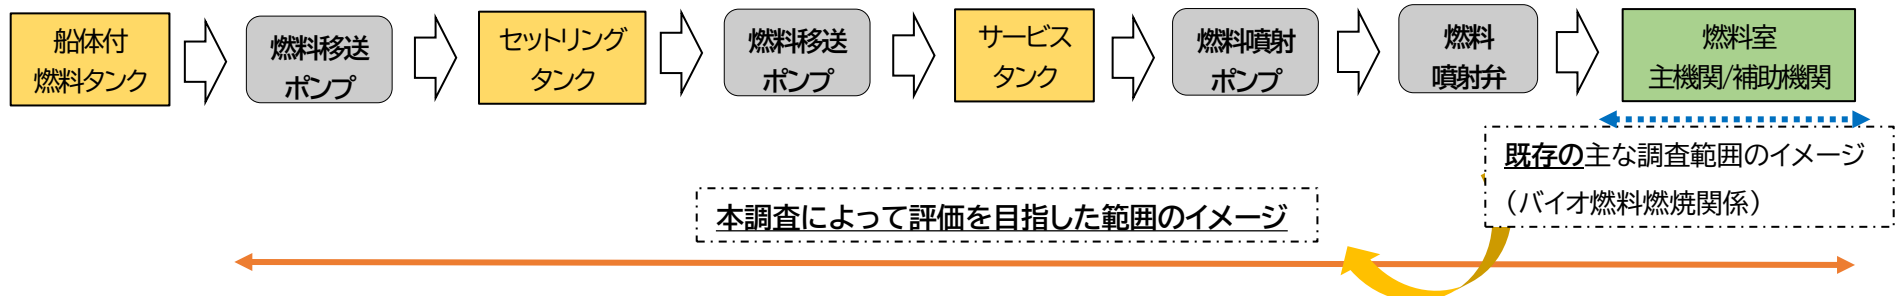 船体付
燃料タンク
燃料移送
ポンプ
セットリング
タンク
燃料移送
ポンプ
サービス
タンク
燃料噴射
ポンプ
燃料
噴射弁
燃料室
主機関/補助機関
既存の主な調査範囲のイメージ
（バイオ燃料燃焼関係）
本調査によって評価を目指した範囲のイメージ